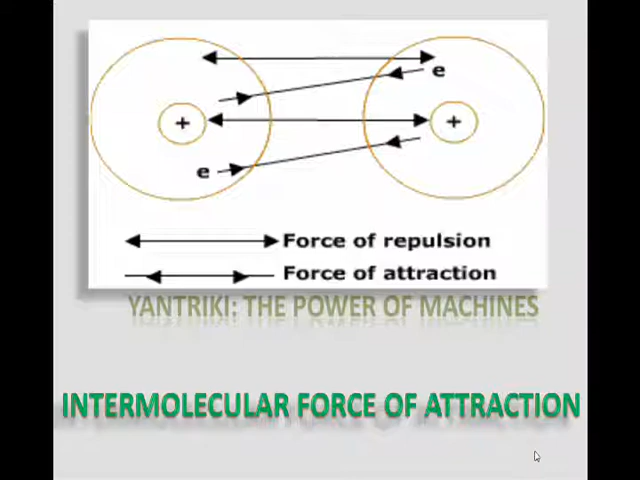 e
+ +
e
Force of repulsion
Force of attraction
YANTRIKI: THE POWER OF MACHINES
INTERMOLECULAR FORCE OF ATTRACTION